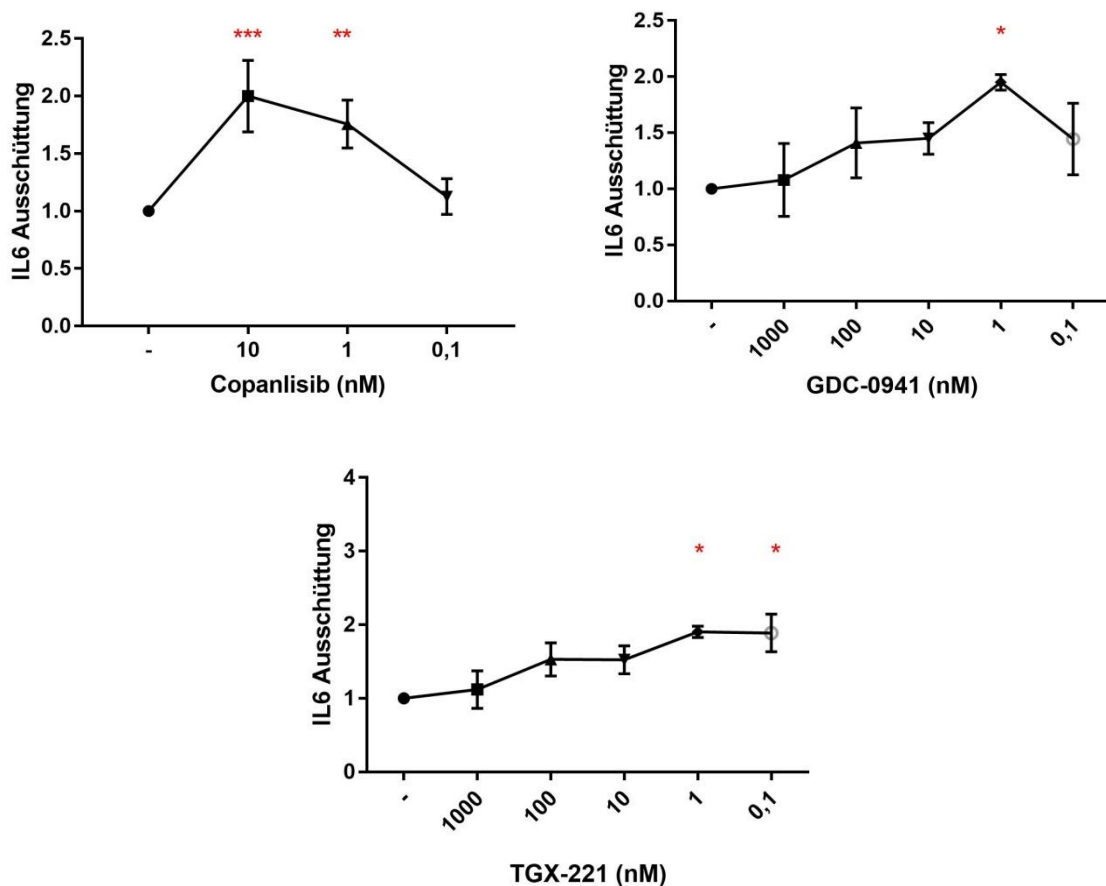 *** **
2.5
2.0
1.5
1.0
0.5
0.0
IL6 Ausschüttung
- 10 1 0,1
Copanlisib (nM)
*
2.5
2.0
1.5
1.0
0.5
0.0
IL6 Ausschüttung
- 1000 100 10 1 0,1
GDC-0941 (nM)
4
3
2
1
0
* *
IL6 Ausschüttung
- 1000 100 10 1 0,1
TGX-221 (nM)